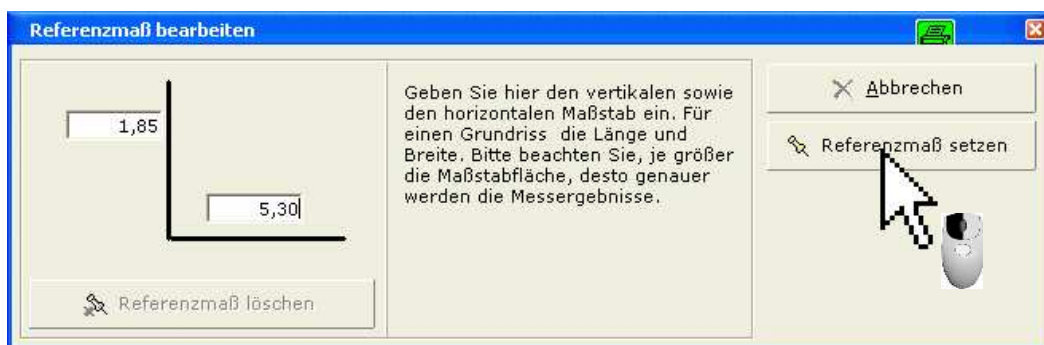 Referenzmaß bearbeiten
1,85
5,30
Referenzmaß löschen
Geben Sie hier den vertikalen sowie
den horizontalen Maßstab ein. Für
einen Grundriss die Länge und
Breite. Bitte beachten Sie, je größer
die Maßstabfläche, desto genauer
werden die Messergebnisse.
Abbrechen
Referenzmaß setzen